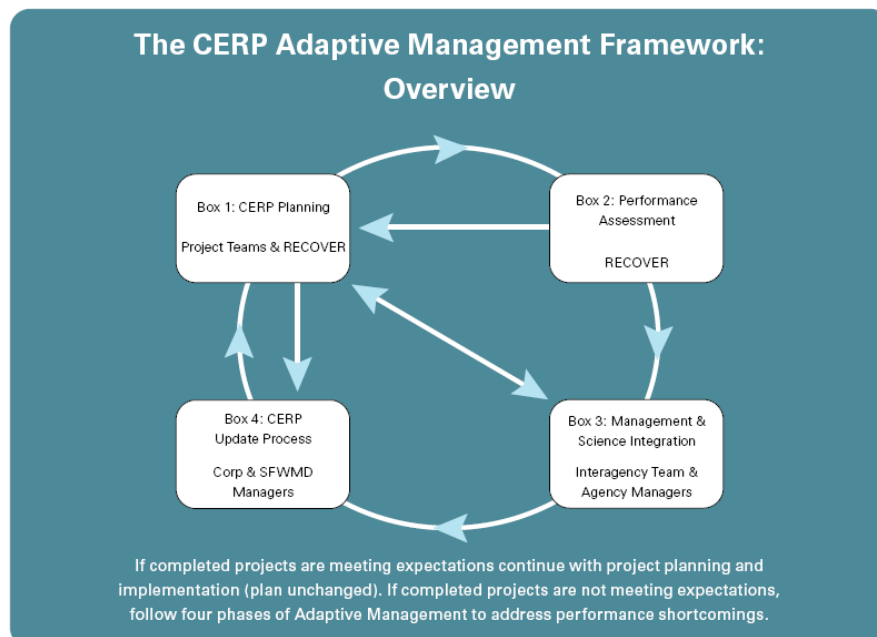 The CERP Adaptive Management Framework:
Overview
Box 1: CERP Planning
Project Teams & RECOVER
Box 2: Performance
Assessment
RECOVER
Box 4: CERP
Update Process
Corp & SFWMD
Managers
Box 3: Management &
Science Integration
Interagency Team &
Agency Managers
If completed projects are meeting expectations continue with project planning and
implementation (plan unchanged). If completed projects are not meeting expectations,
follow four phases of Adaptive Management to address performance shortcomings.